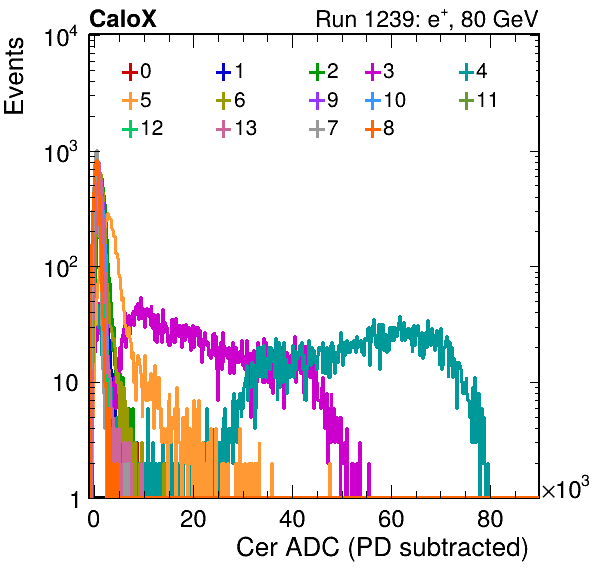 CaloX Run 1239: e⁺, 80 GeV
Events
10⁴
10³
10²
10
1
0 1 2 3 4
5 6 9 10 11
12 13 7 8
0 20 40 60 80
×10³
Cer ADC (PD subtracted)